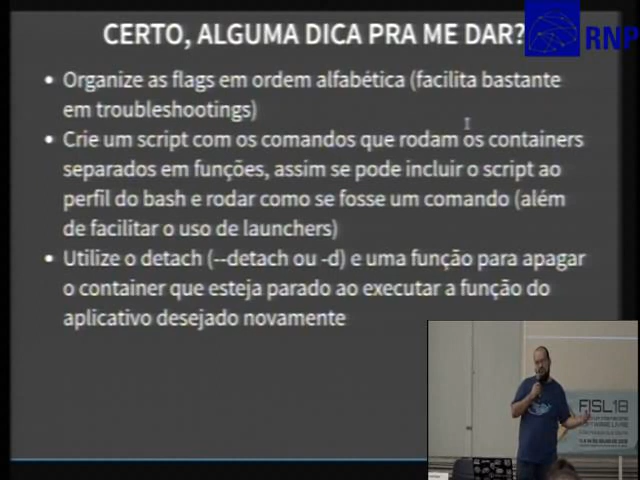 CERTO, ALGUMA DICA PRA ME DAR?
RNP
• Organize as flags em ordem alfabética (facilita bastante
em troubleshootings)
• Crie um script com os comandos que rodam os containers
separados em funções, assim se pode incluir o script ao
perfil do bash e rodar como se fosse um comando (além
de facilitar o uso de launchers)
• Utilize o detach (--detach ou -d) e uma função para apagar
o container que esteja parado ao executar a função do
aplicativo desejado novamente
FISL18
SOFTWARE LIVRE